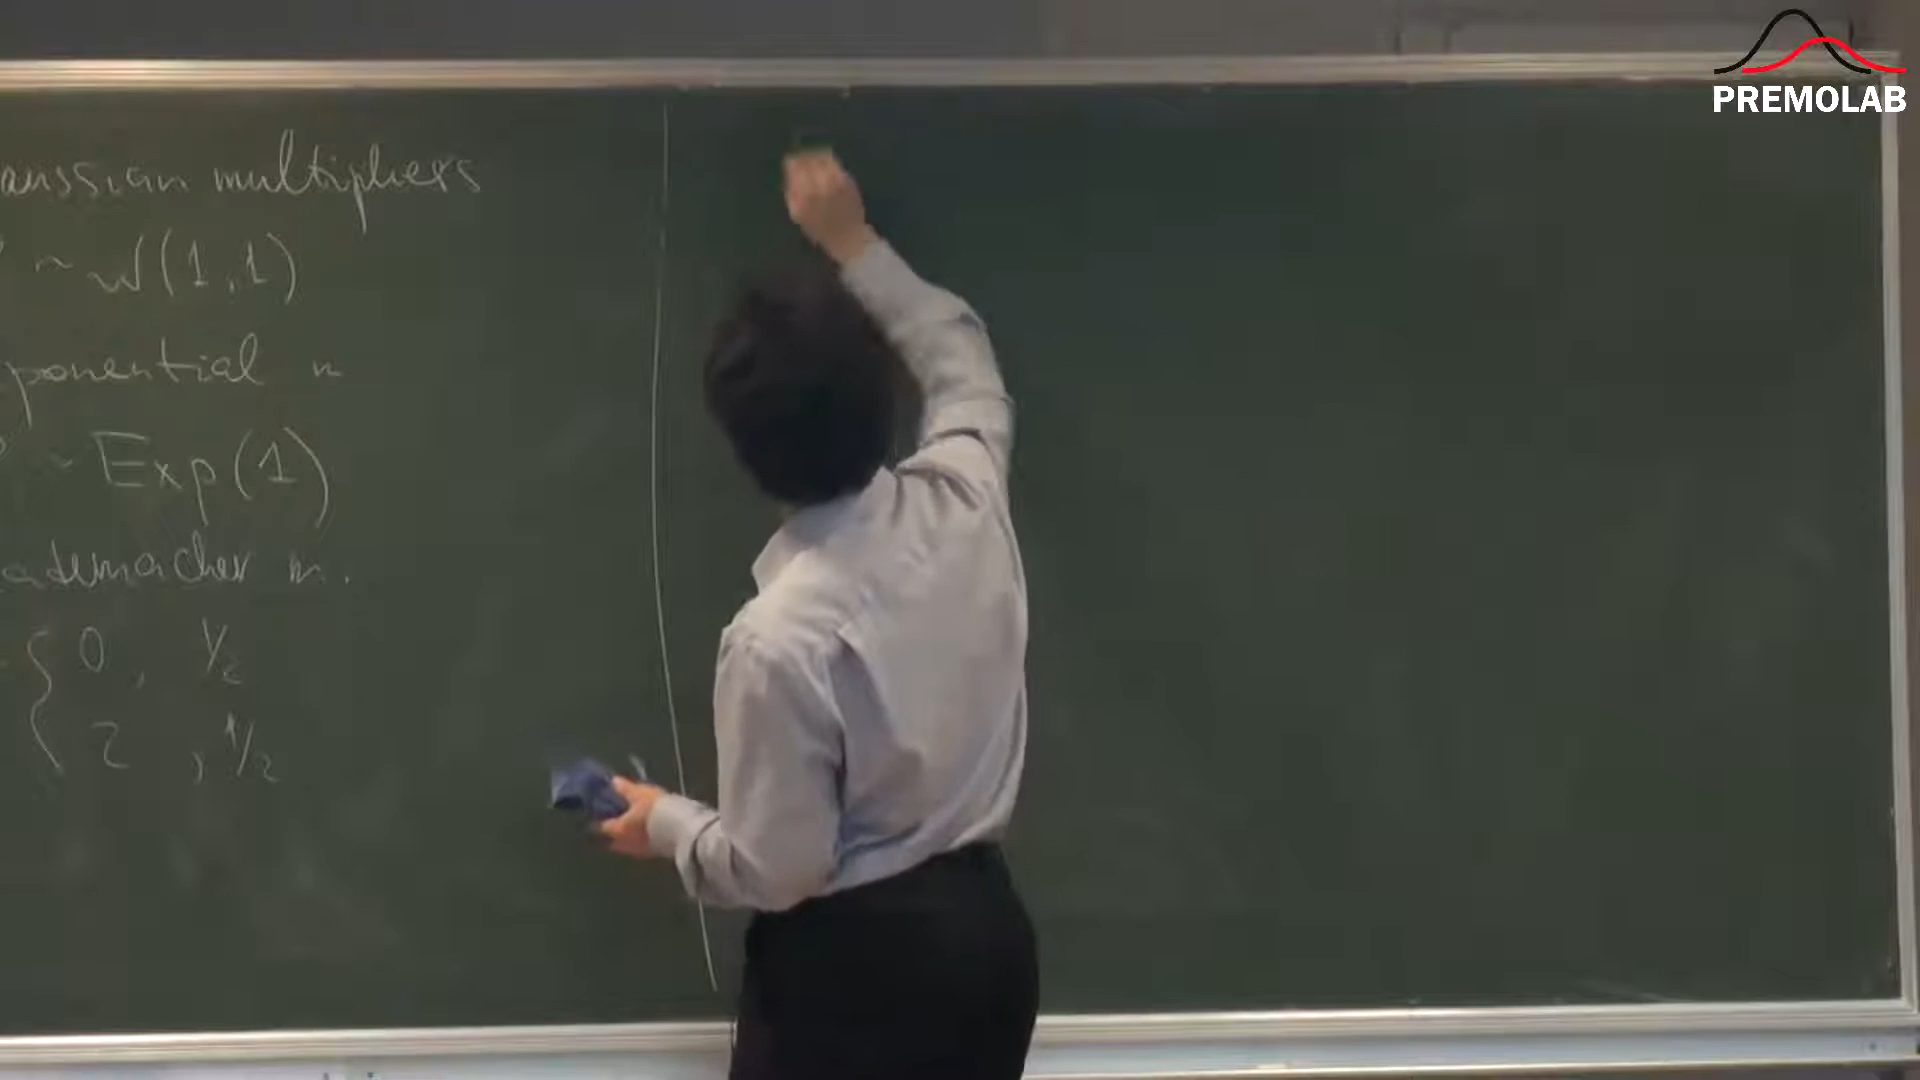 aussian multipliers
~ N(1,1)
ponential m
~ Exp(1)
ademacher m.
{ 0, 1/2
2, 1/2
PREMOLAB